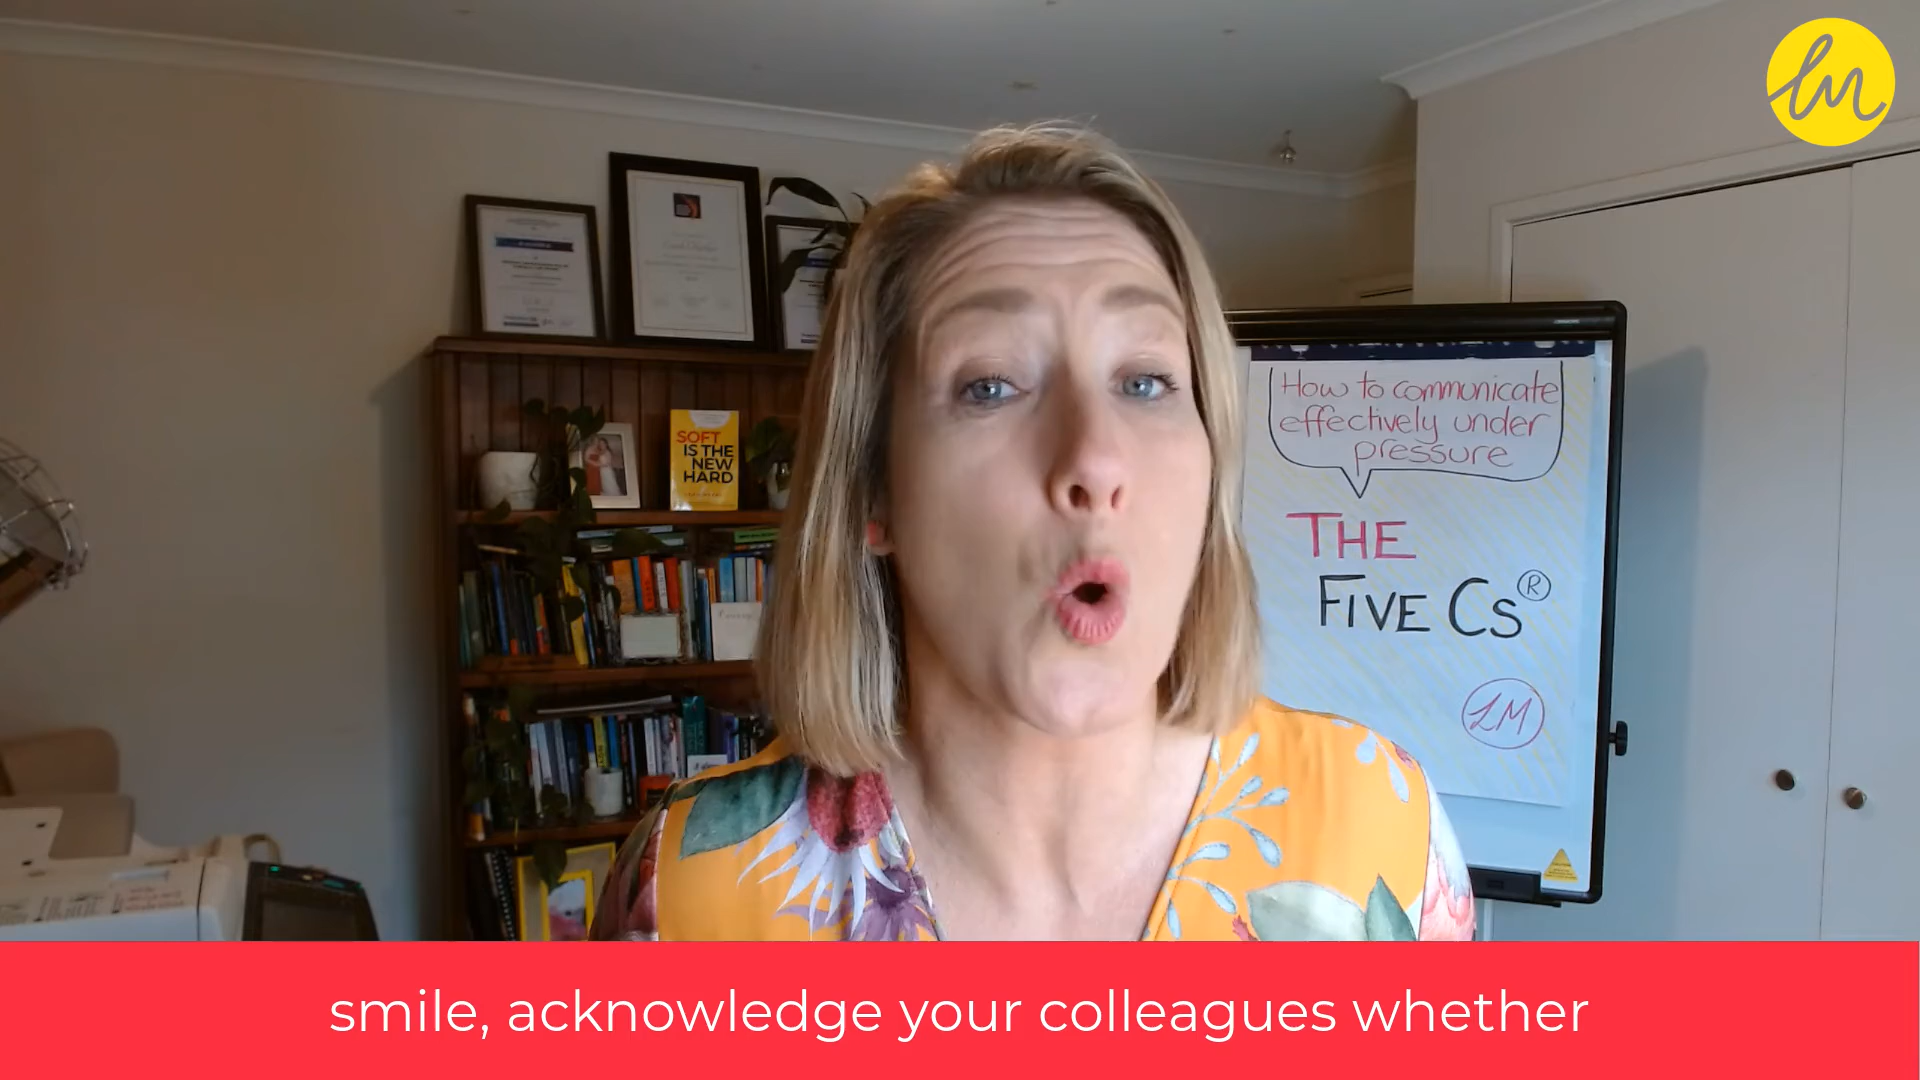 lm
SOFT
IS THE
NEW
HARD
How to communicate
effectively under
pressure
THE
FIVE Cs®
LM
smile, acknowledge your colleagues whether